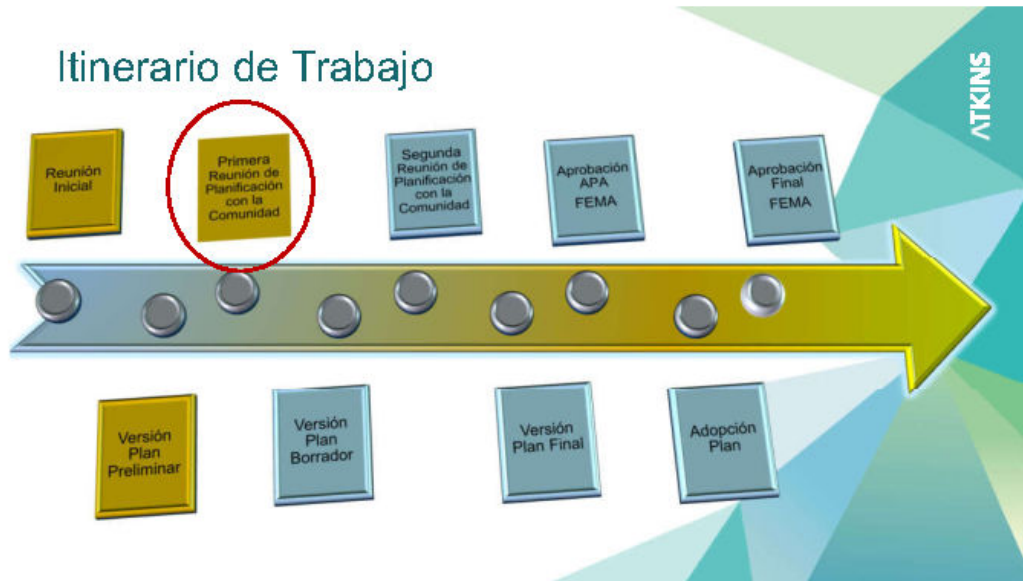 Itinerario de Trabajo
ATKINS
Reunión
Inicial
Primera
Reunión de
Planificación
con la
Comunidad
Segunda
Reunión de
Planificación
con la
Comunidad
Aprobación
APA
FEMA
Aprobación
Final
FEMA
Versión
Plan
Preliminar
Versión
Plan
Borrador
Versión
Plan Final
Adopción
Plan